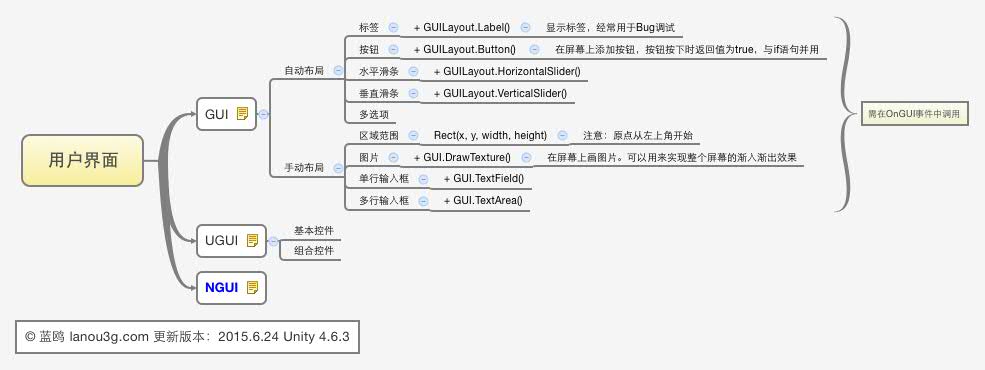 用户界面
GUI
自动布局
标签
+ GUILayout.Label()
显示标签，经常用于Bug调试
按钮
+ GUILayout.Button()
在屏幕上添加按钮，按钮按下时返回值为true，与if语句并用
水平滑条
+ GUILayout.HorizontalSlider()
垂直滑条
+ GUILayout.VerticalSlider()
多选项
手动布局
区域范围
Rect(x, y, width, height)
注意：原点从左上角开始
图片
+ GUI.DrawTexture()
在屏幕上画图片。可以用来实现整个屏幕的渐入渐出效果
单行输入框
+ GUI.TextField()
多行输入框
+ GUI.TextArea()
需在OnGUI事件中调用
UGUI
基本控件
组合控件
NGUI
© 蓝鸥 lanou3g.com 更新版本：2015.6.24 Unity 4.6.3